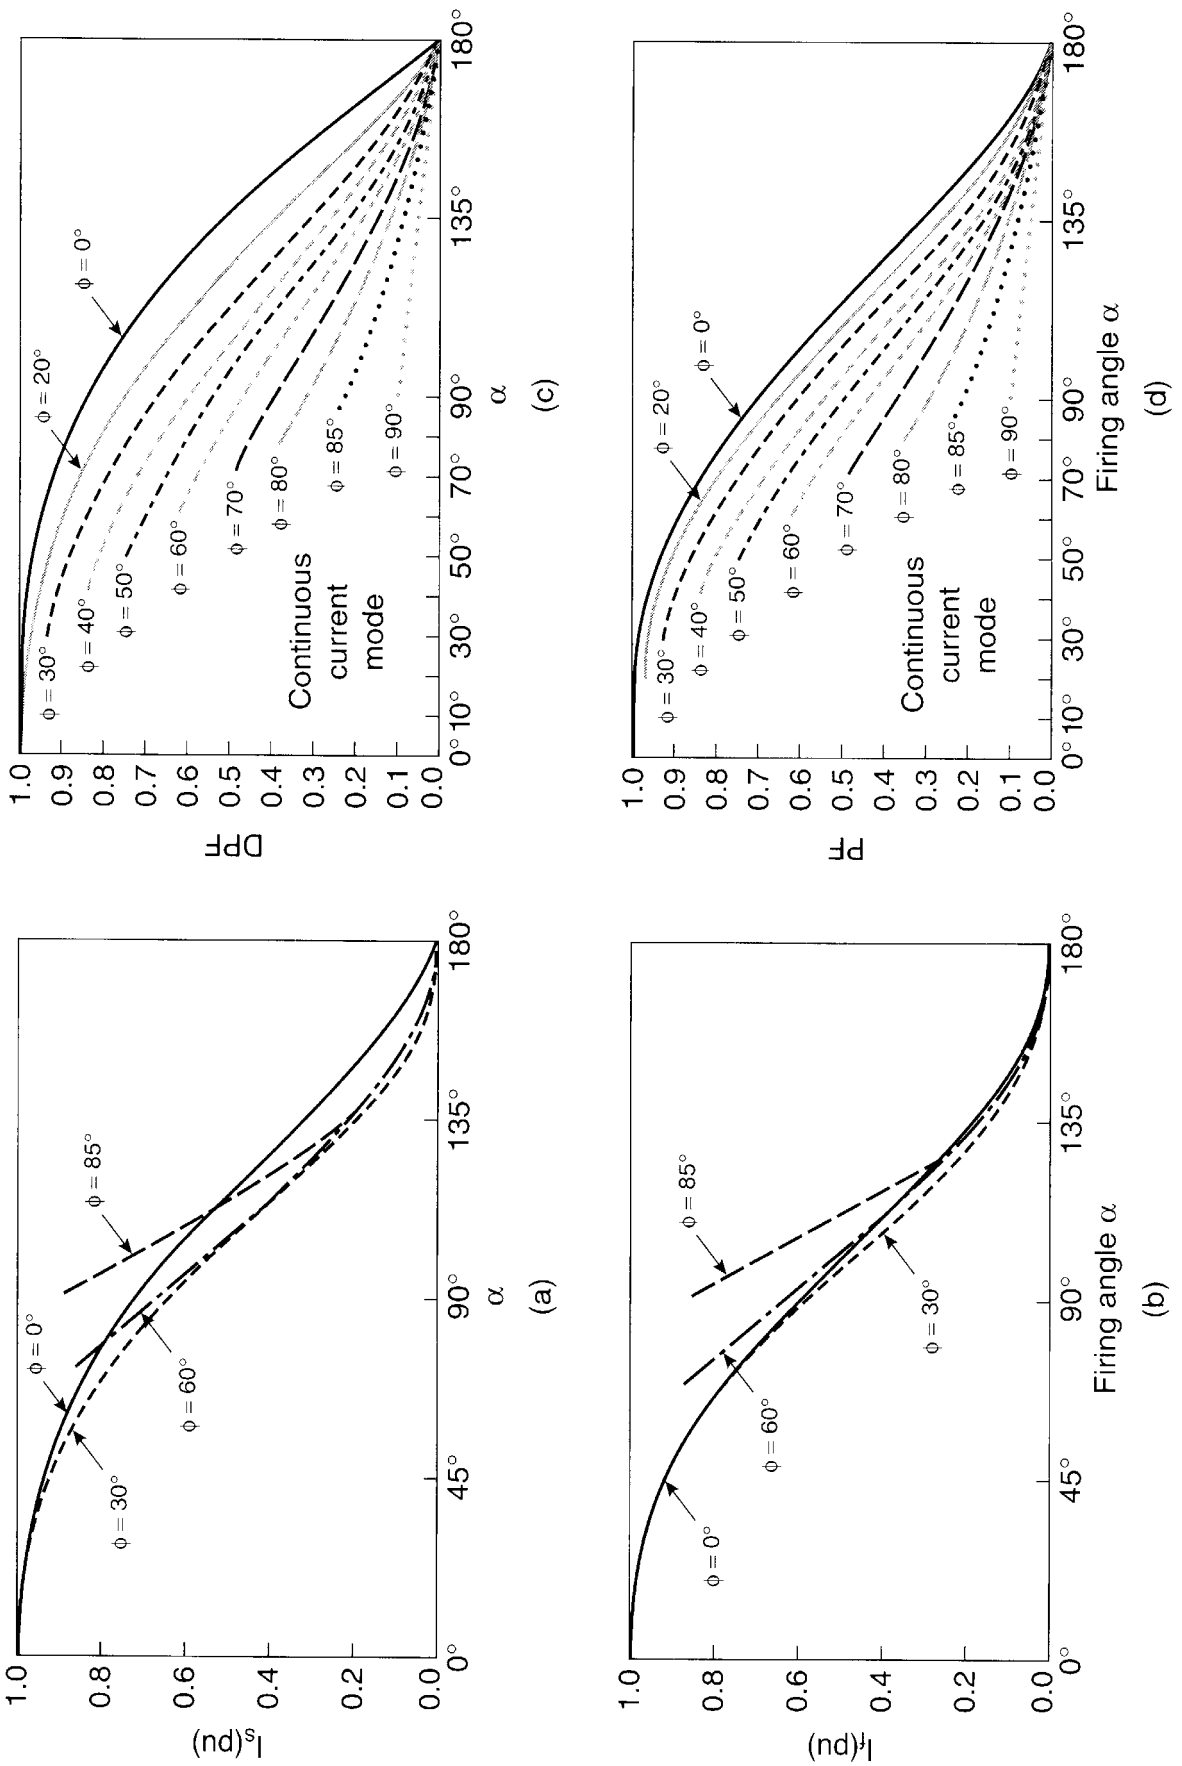 Is(pu)
1.0
0.8
0.6
0.4
0.2
0.0
0°
45°
90°
135°
180°
ϕ = 0°
ϕ = 30°
ϕ = 60°
ϕ = 85°
α
(a)
DPF
1.0
0.9
0.8
0.7
0.6
0.5
0.4
0.3
0.2
0.1
0.0
0°
10°
30°
50°
70°
90°
135°
180°
ϕ = 0°
ϕ = 20°
ϕ = 30°
ϕ = 40°
ϕ = 50°
ϕ = 60°
ϕ = 70°
ϕ = 80°
ϕ = 85°
ϕ = 90°
Continuous
current
mode
α
(c)
If(pu)
1.0
0.8
0.6
0.4
0.2
0.0
0°
45°
90°
135°
180°
ϕ = 0°
ϕ = 60°
ϕ = 85°
ϕ = 30°
Firing angle α
(b)
PF
1.0
0.9
0.8
0.7
0.6
0.5
0.4
0.3
0.2
0.1
0.0
0°
10°
30°
50°
70°
90°
135°
180°
ϕ = 20°
ϕ = 0°
ϕ = 30°
ϕ = 40°
ϕ = 50°
ϕ = 60°
ϕ = 70°
ϕ = 80°
ϕ = 85°
ϕ = 90°
Continuous
current
mode
Firing angle α
(d)